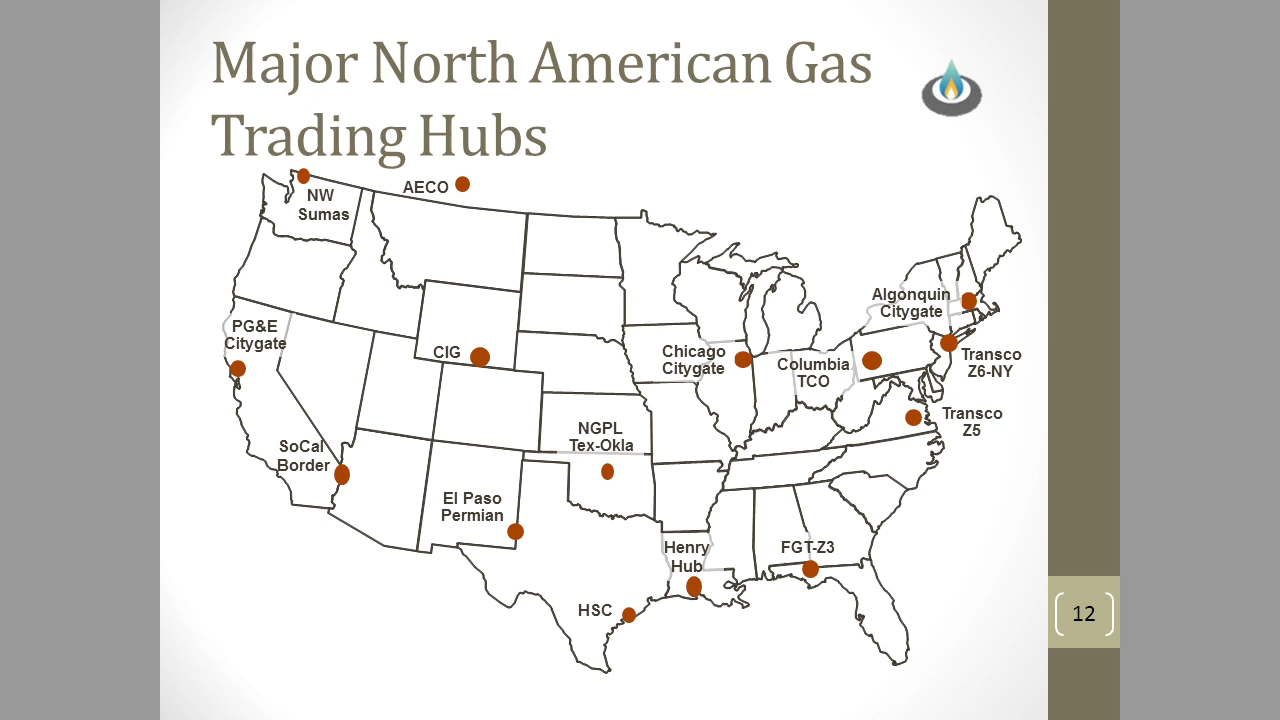 Major North American Gas
Trading Hubs
NW
Sumas
AECO
Algonquin
Citygate
PG&E
Citygate
CIG
Chicago
Citygate
Columbia
TCO
Transco
Z6-NY
Transco
Z5
NGPL
Tex-Okla
SoCal
Border
El Paso
Permian
Henry
Hub
FGT-Z3
HSC
12